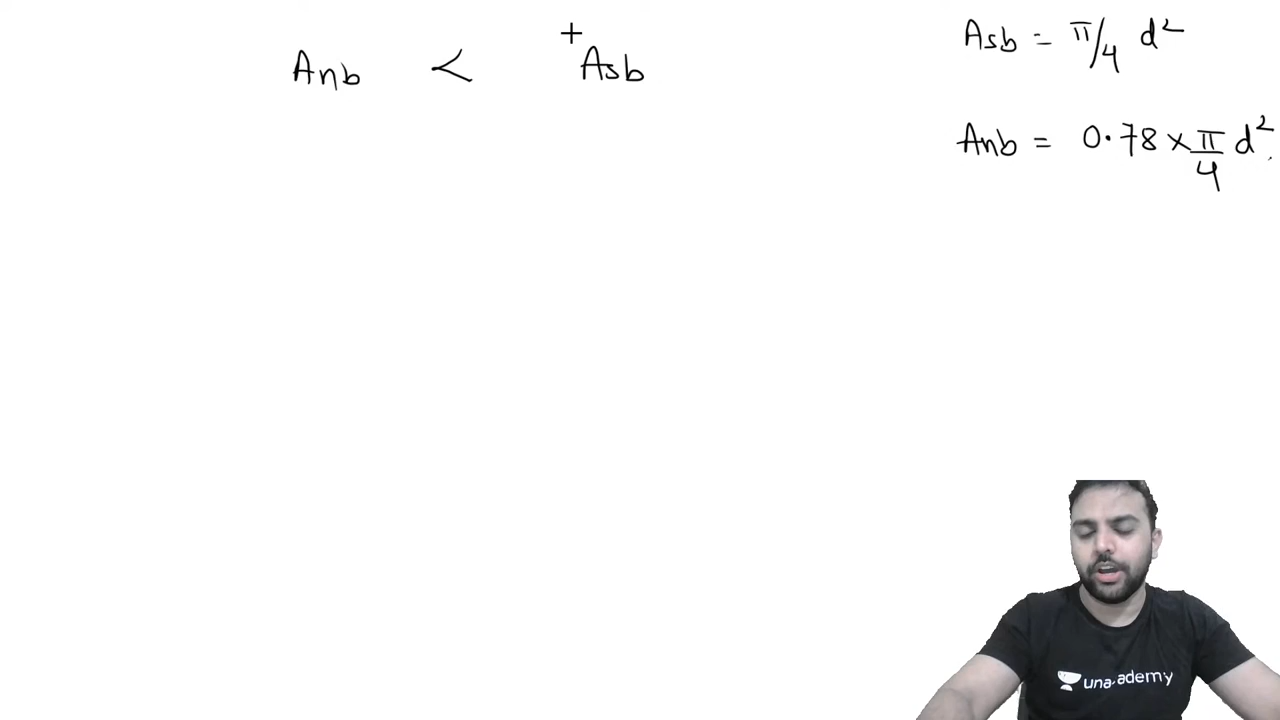 Anb < Asb
Asb = π/4 d²
Anb = 0.78 × π/4 d²
unacademy